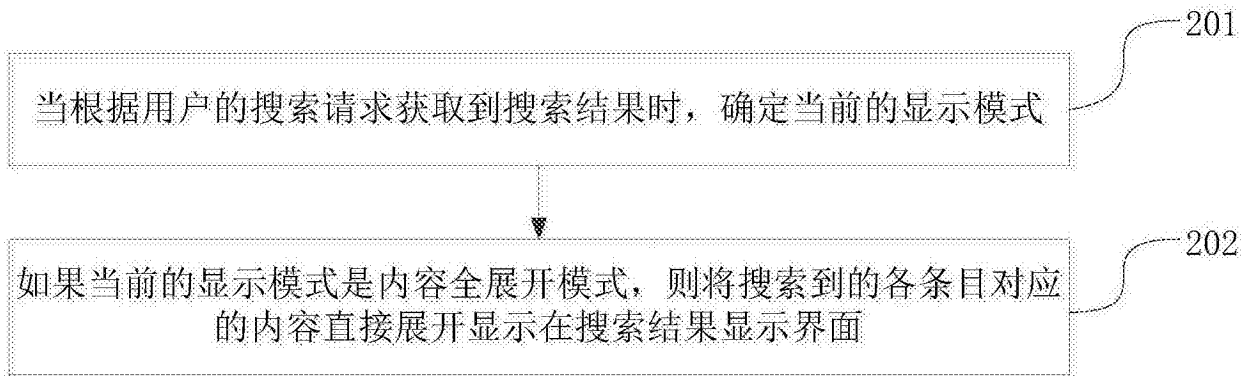 201
当根据用户的搜索请求获取到搜索结果时，确定当前的显示模式
202
如果当前的显示模式是内容全展开模式，则将搜索到的各条目对应
的内容直接展开显示在搜索结果显示界面